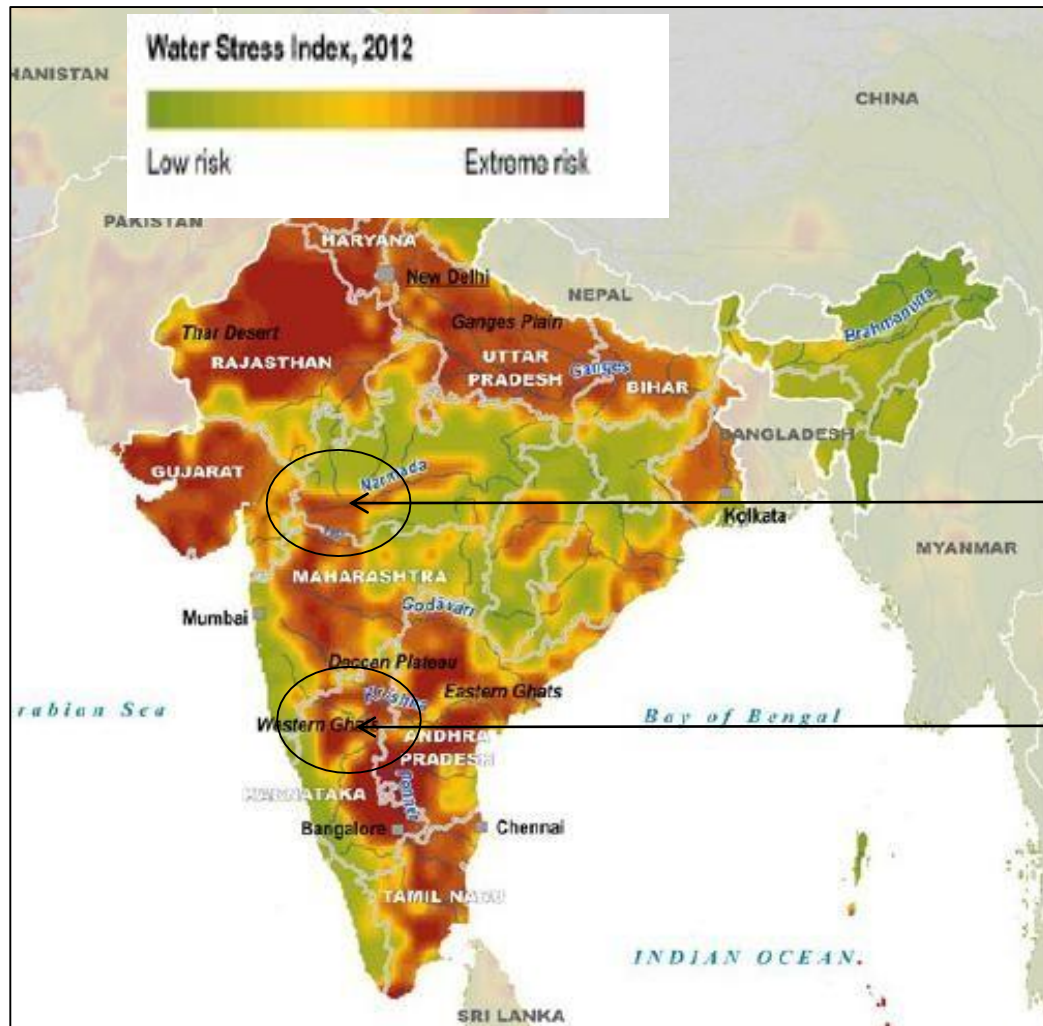 Water Stress Index, 2012
Low risk
Extreme risk
HANISTAN
CHINA
PAKISTAN
HARYANA
New Delhi
NEPAL
Thar Desert
RAJASTHAN
Ganges Plain
UTTAR
PRADESH
Ganges
BIHAR
Brahmaputra
BANGLADESH
GUJARAT
Narmada
Kolkata
MYANMAR
MAHARASHTRA
Mumbai
Godavari
Deccan Plateau
Krishna
Eastern Ghats
rabian Sea
Western Ghats
ANDHRA
PRADESH
Bay of Bengal
KARNATAKA
Bangalore
Chennai
TAMIL NADU
INDIAN OCEAN
SRI LANKA